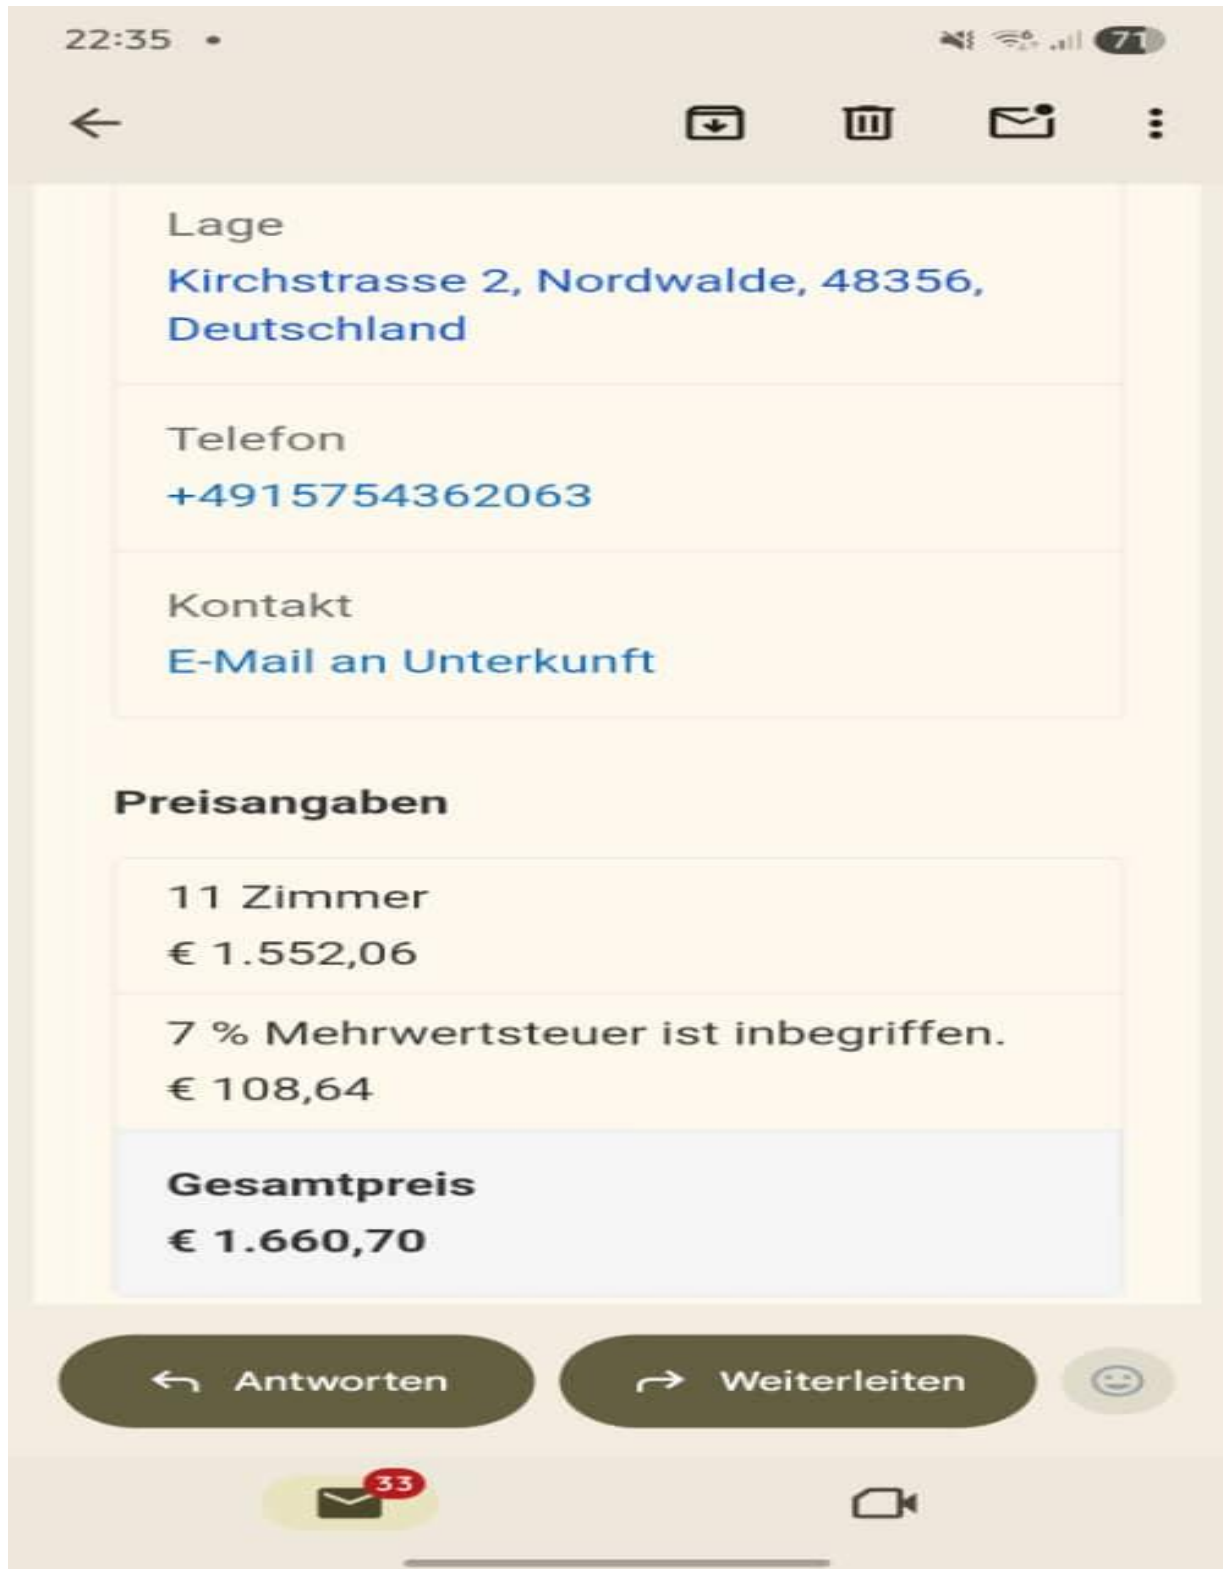 22:35
71
Lage
Kirchstrasse 2, Nordwalde, 48356,
Deutschland
Telefon
+4915754362063
Kontakt
E-Mail an Unterkunft
Preisangaben
11 Zimmer
€ 1.552,06
7 % Mehrwertsteuer ist inbegriffen.
€ 108,64
Gesamtpreis
€ 1.660,70
Antworten
Weiterleiten
33